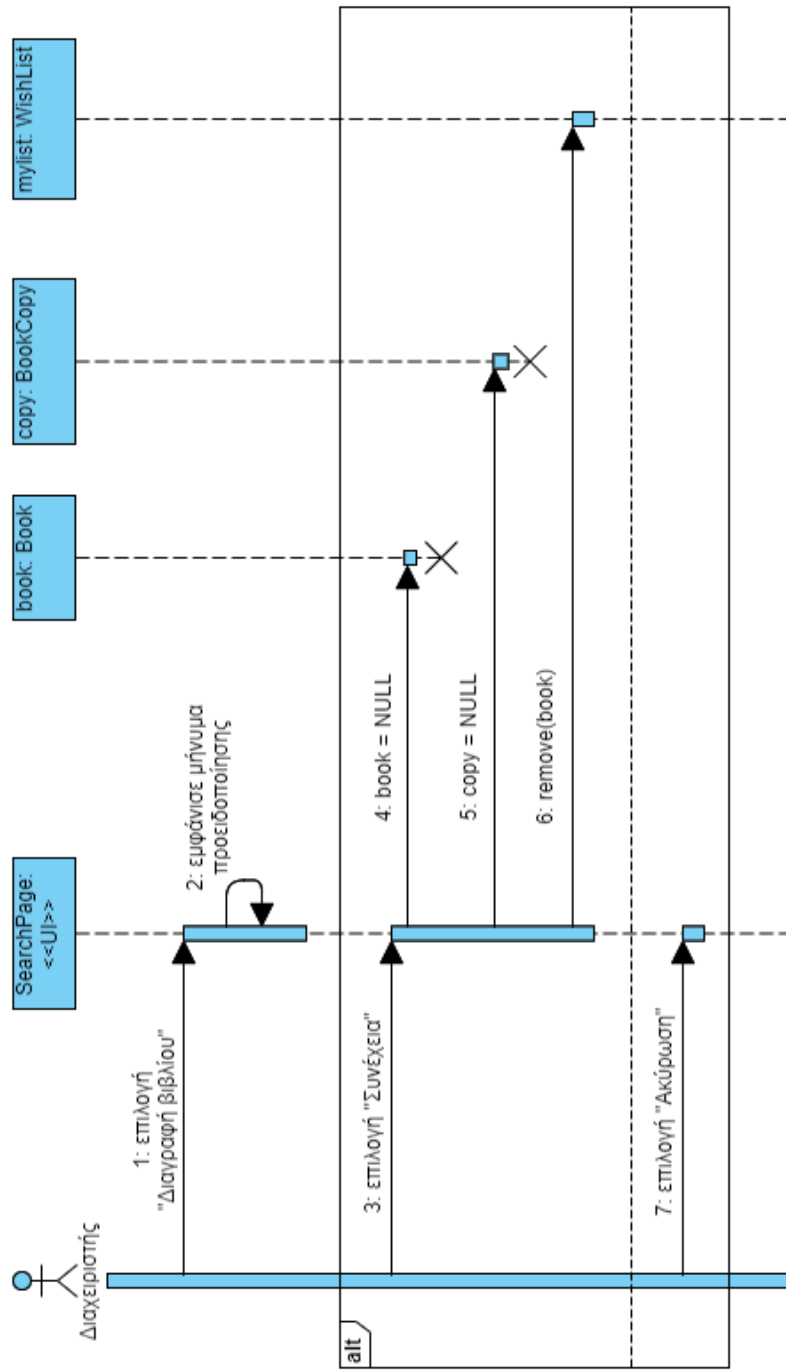 Διαχειριστής
SearchPage:
<<UI>>
book: Book
copy: BookCopy
mylist: WishList
1: επιλογή
"Διαγραφή βιβλίου"
2: εμφάνισε μήνυμα
προειδοποίησης
alt
3: επιλογή "Συνέχεια"
4: book = NULL
5: copy = NULL
6: remove(book)
7: επιλογή "Ακύρωση"